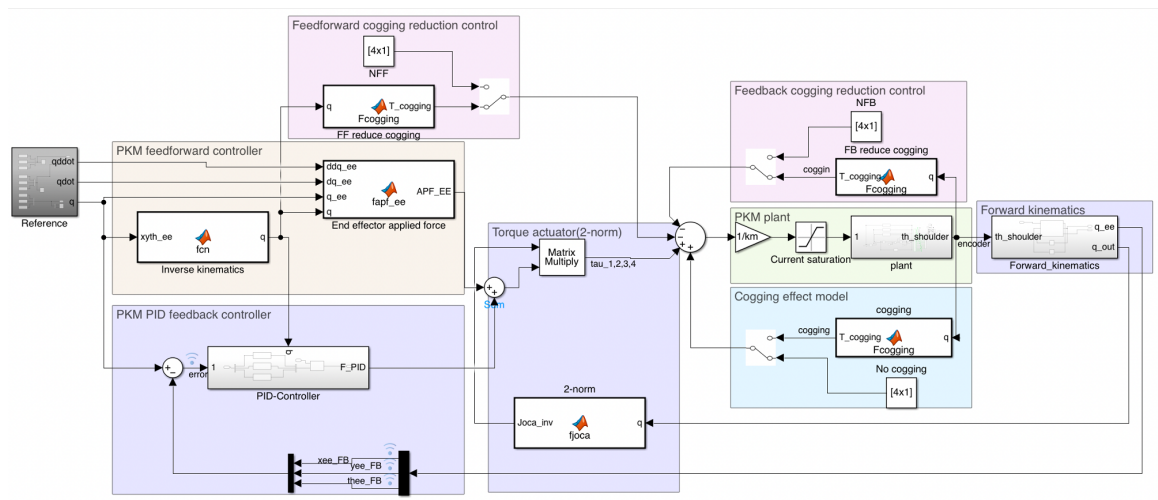 Feedforward cogging reduction control
[4x1]
NFF
q
T_cogging
Fcogging
FF reduce cogging
Feedback cogging reduction control
NFB
[4x1]
FB reduce cogging
coggin
T_cogging
q
Fcogging
PKM feedforward controller
qddot
qdot
q
Reference
ddq_ee
dq_ee
q_ee
q
APF_EE
fapf_ee
End effector applied force
xyth_ee
q
fcn
Inverse kinematics
Torque actuator(2-norm)
Matrix
Multiply
tau_1,2,3,4
Sum
PKM plant
1/km
Current saturation
1
th_shoulder
plant
encoder
Forward kinematics
th_shoulder
q_ee
q_out
Forward_kinematics
Cogging effect model
cogging
cogging
T_cogging
q
Fcogging
No cogging
[4x1]
PKM PID feedback controller
error
1
q
F_PID
PID-Controller
2-norm
Joca_inv
q
fjoca
xee_FB
yee_FB
thee_FB